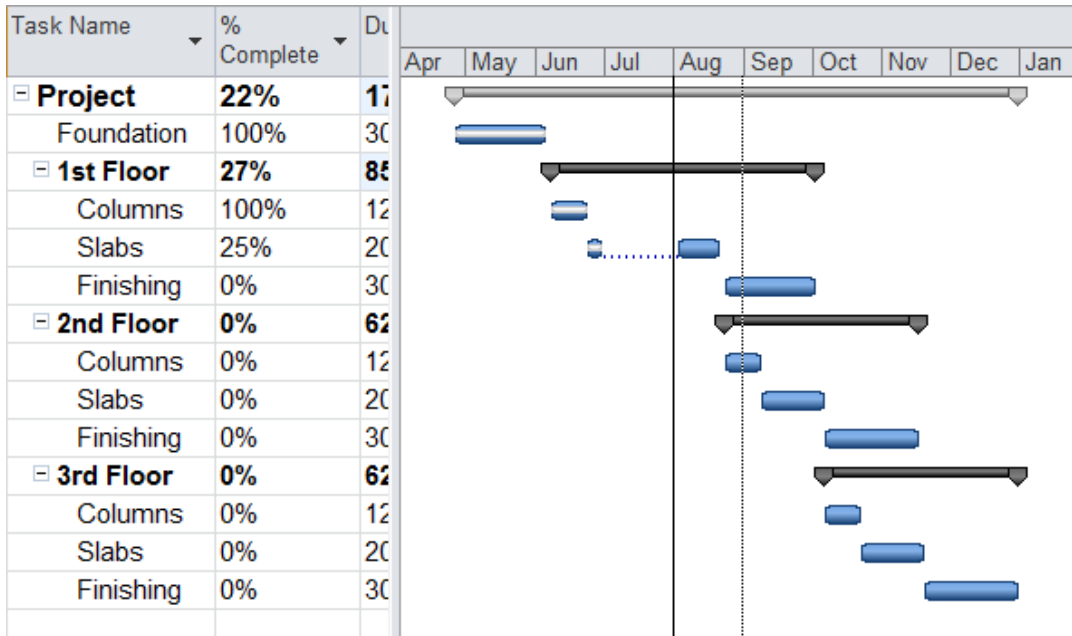 Task Name % Complete Du
Apr May Jun Jul Aug Sep Oct Nov Dec Jan
Project 22% 17
Foundation 100% 30
1st Floor 27% 85
Columns 100% 12
Slabs 25% 20
Finishing 0% 30
2nd Floor 0% 62
Columns 0% 12
Slabs 0% 20
Finishing 0% 30
3rd Floor 0% 62
Columns 0% 12
Slabs 0% 20
Finishing 0% 30